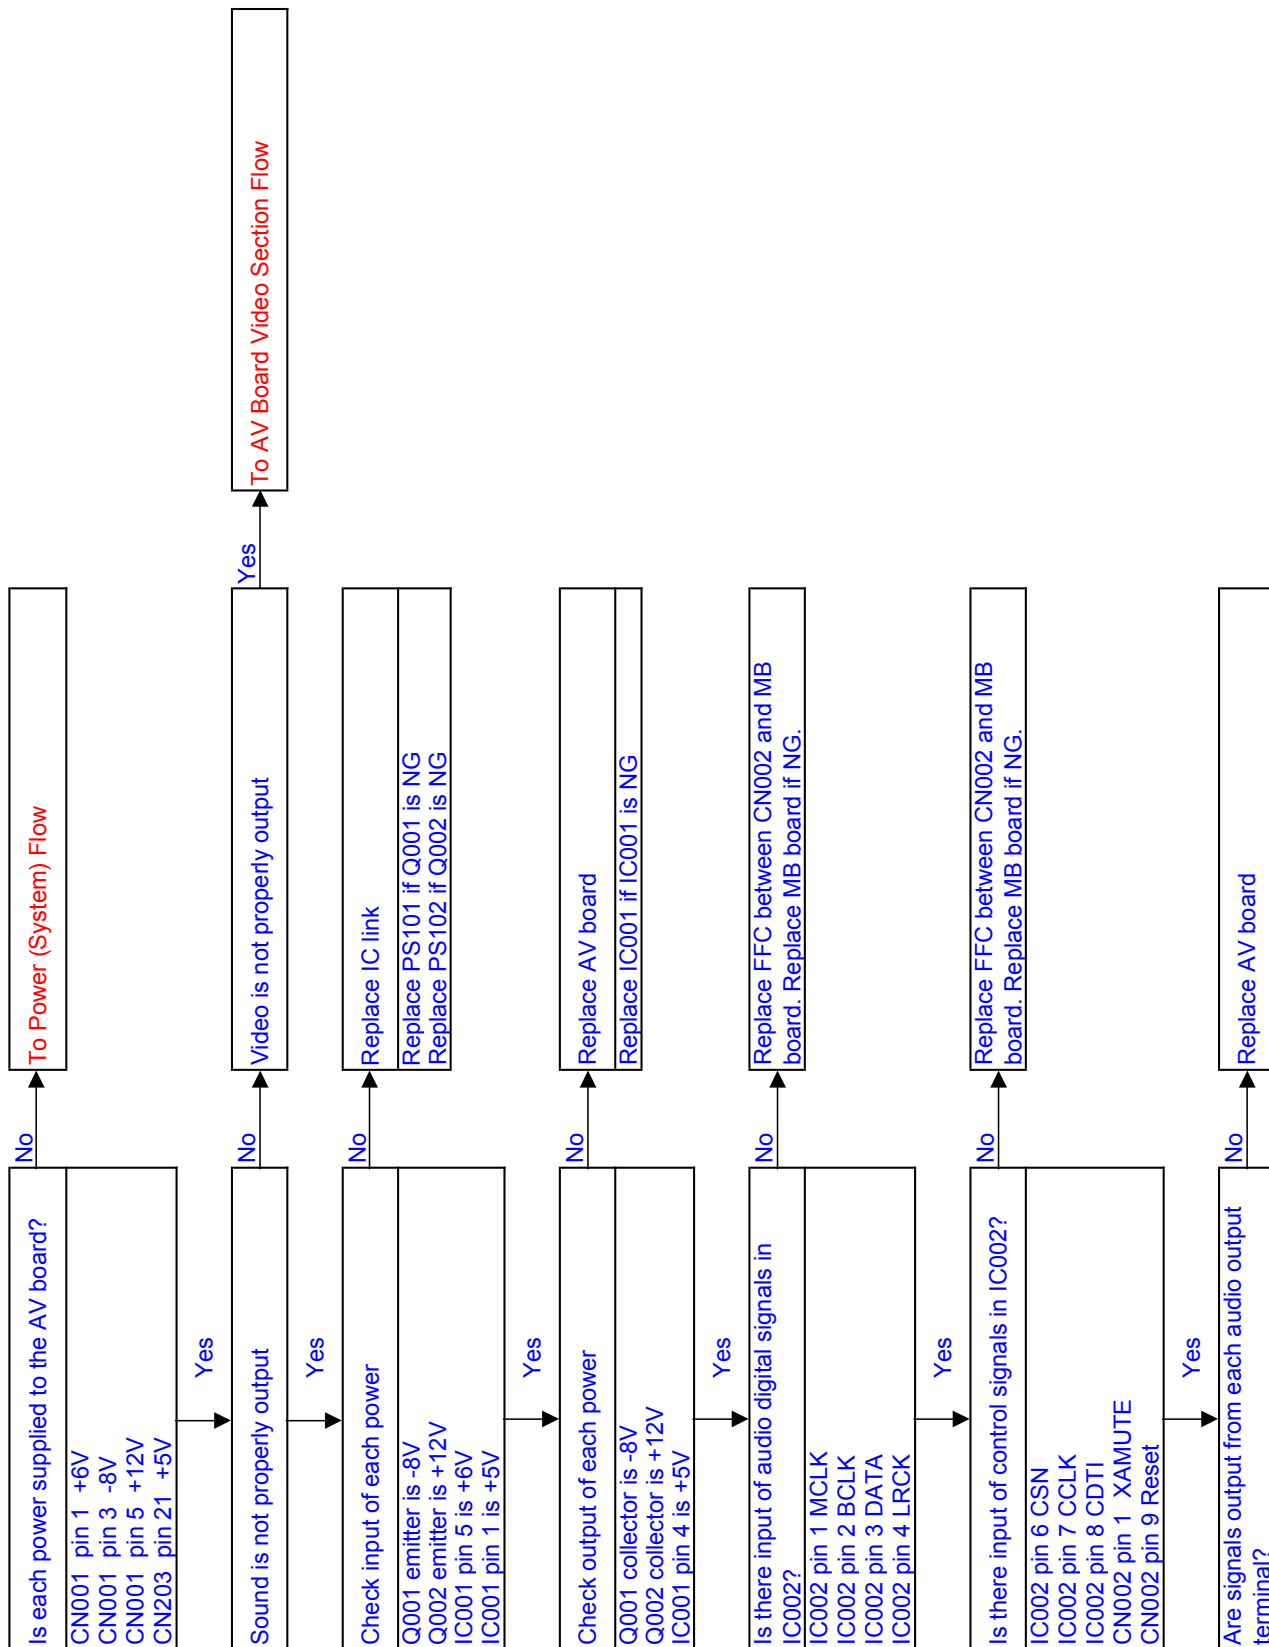 Is each power supplied to the AV board?
CN001 pin 1 +6V
CN001 pin 3 -8V
CN001 pin 5 +12V
CN203 pin 21 +5V
No
To Power (System) Flow
Yes
Sound is not properly output
No
Video is not properly output
Yes
To AV Board Video Section Flow
Yes
Check input of each power
Q001 emitter is -8V
Q002 emitter is +12V
IC001 pin 5 is +6V
IC001 pin 1 is +5V
No
Replace IC link
Replace PS101 if Q001 is NG
Replace PS102 if Q002 is NG
Yes
Check output of each power
Q001 collector is -8V
Q002 collector is +12V
IC001 pin 4 is +5V
No
Replace AV board
Replace IC001 if IC001 is NG
Yes
Is there input of audio digital signals in
IC002?
IC002 pin 1 MCLK
IC002 pin 2 BCLK
IC002 pin 3 DATA
IC002 pin 4 LRCK
No
Replace FFC between CN002 and MB
board. Replace MB board if NG.
Yes
Is there input of control signals in IC002?
IC002 pin 6 CSN
IC002 pin 7 CCLK
IC002 pin 8 CDTI
CN002 pin 1 XAMUTE
CN002 pin 9 Reset
No
Replace FFC between CN002 and MB
board. Replace MB board if NG.
Yes
Are signals output from each audio output
terminal?
No
Replace AV board